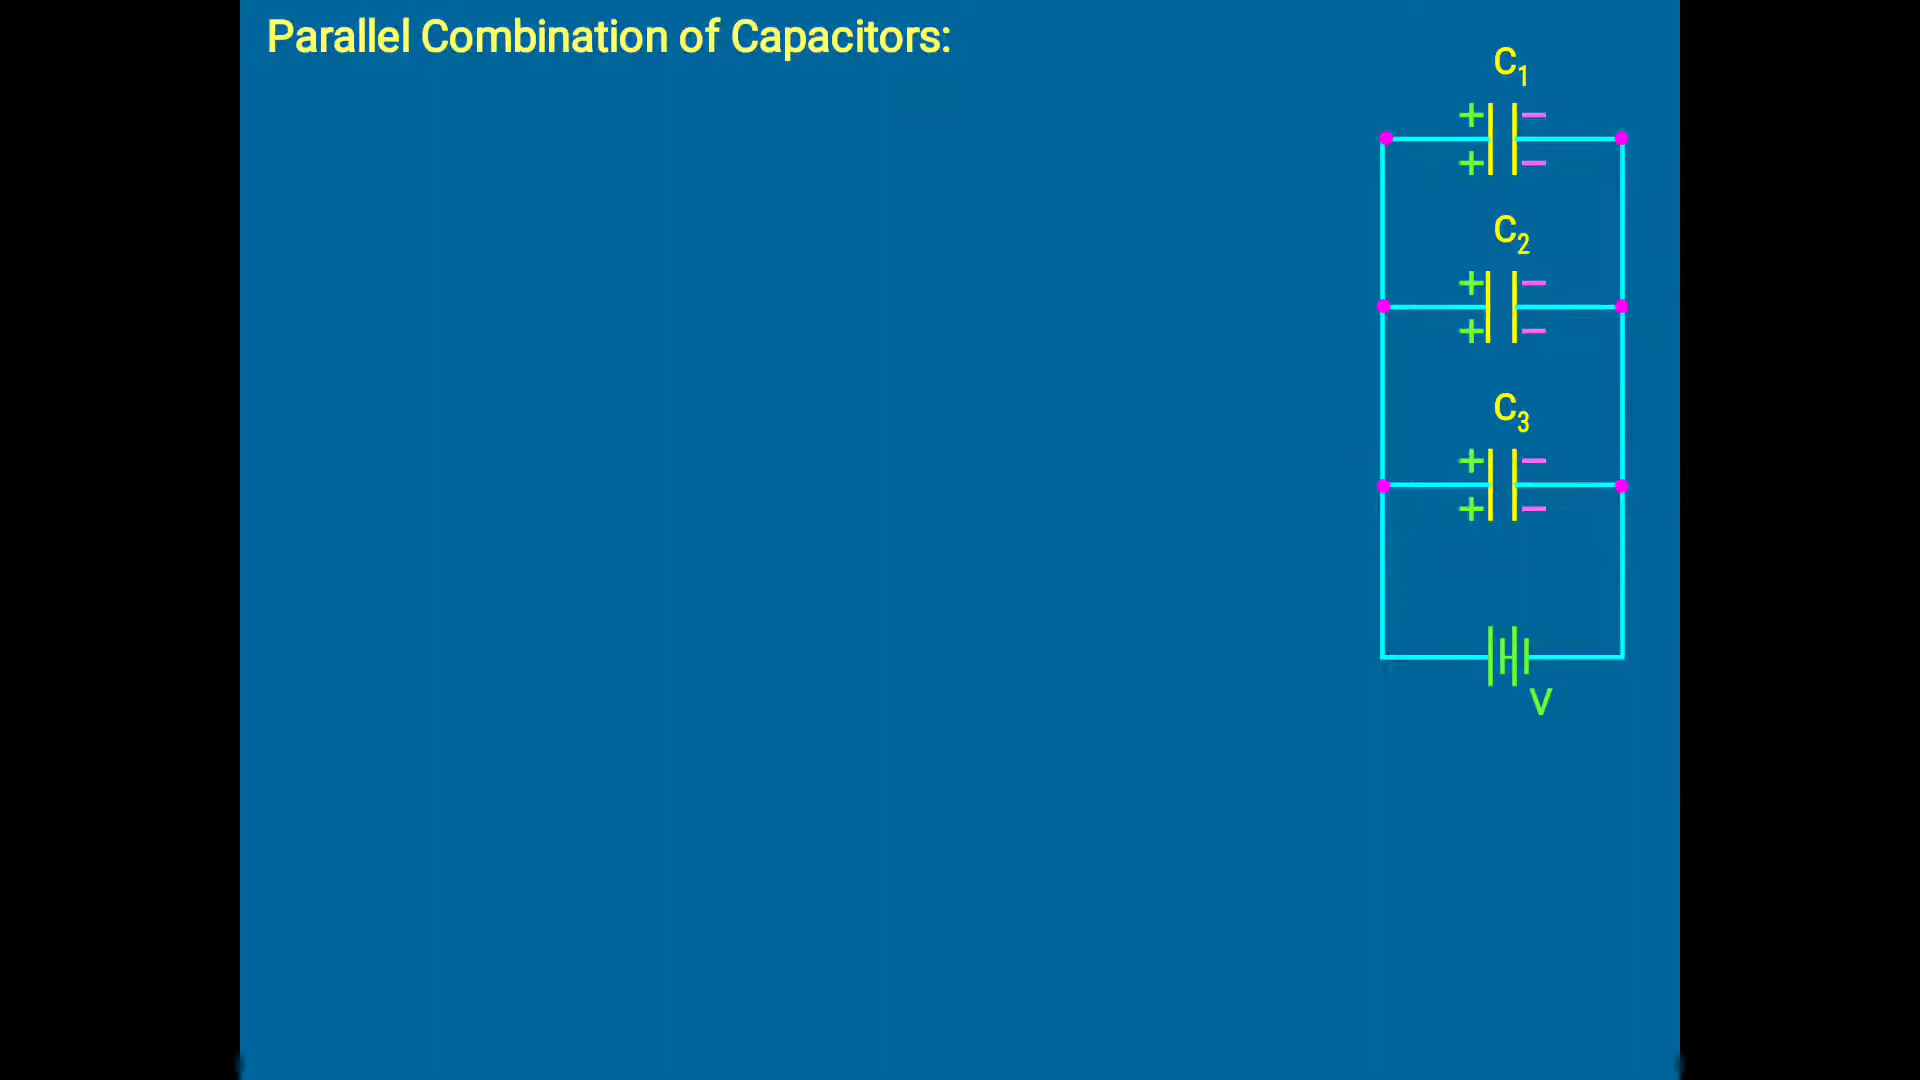 Parallel Combination of Capacitors:
C₁
+ −
+ −
C₂
+ −
+ −
C₃
+ −
+ −
V